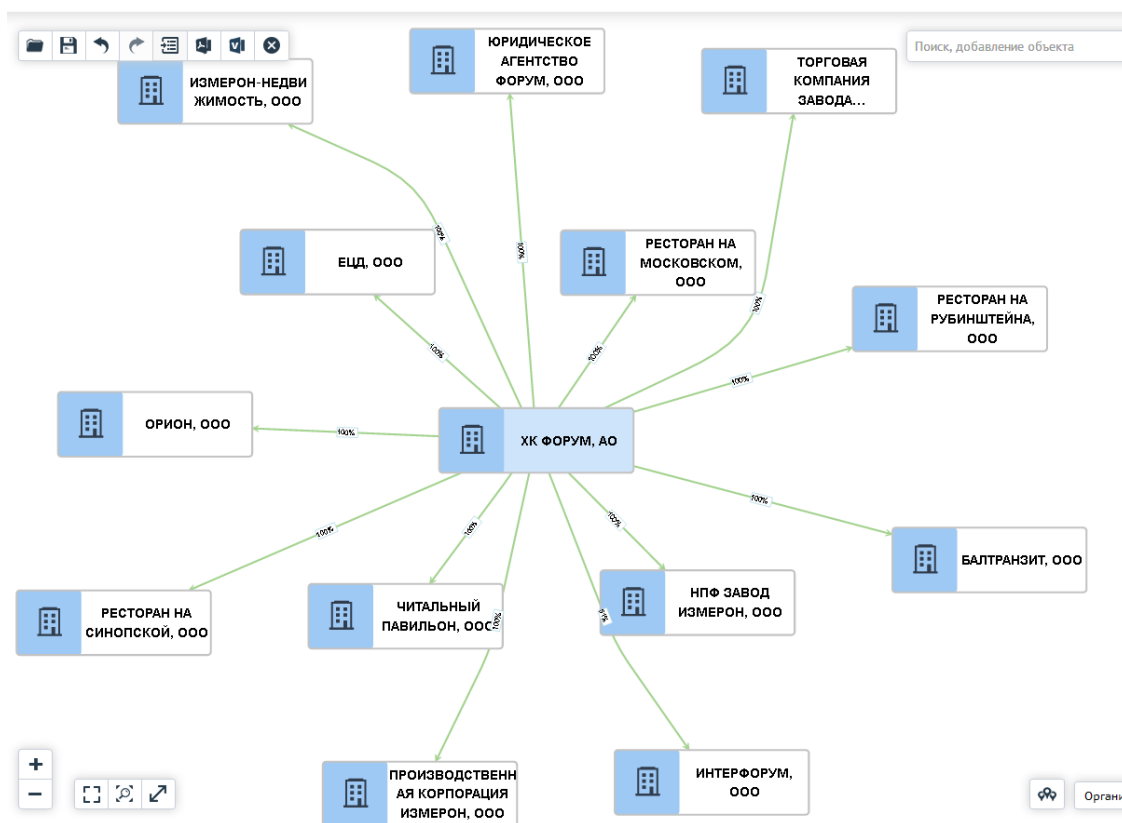 Поиск, добавление объекта
ИЗМЕРОН-НЕДВИ
ЖИМОСТЬ, ООО
ЮРИДИЧЕСКОЕ
АГЕНТСТВО
ФОРУМ, ООО
ТОРГОВАЯ
КОМПАНИЯ
ЗАВОДА...
100%
100%
ЕЦД, ООО
РЕСТОРАН НА
МОСКОВСКОМ,
ООО
100%
РЕСТОРАН НА
РУБИНШТЕЙНА,
ООО
100%
100%
100%
ОРИОН, ООО
100%
ХК ФОРУМ, АО
100%
100%
100%
100%
БАЛТРАНЗИТ, ООО
РЕСТОРАН НА
СИНОПСКОЙ, ООО
ЧИТАЛЬНЫЙ
ПАВИЛЬОН, ООО
100%
НПФ ЗАВОД
ИЗМЕРОН, ООО
51%
ПРОИЗВОДСТВЕНН
АЯ КОРПОРАЦИЯ
ИЗМЕРОН, ООО
ИНТЕРФОРУМ,
ООО
Органи